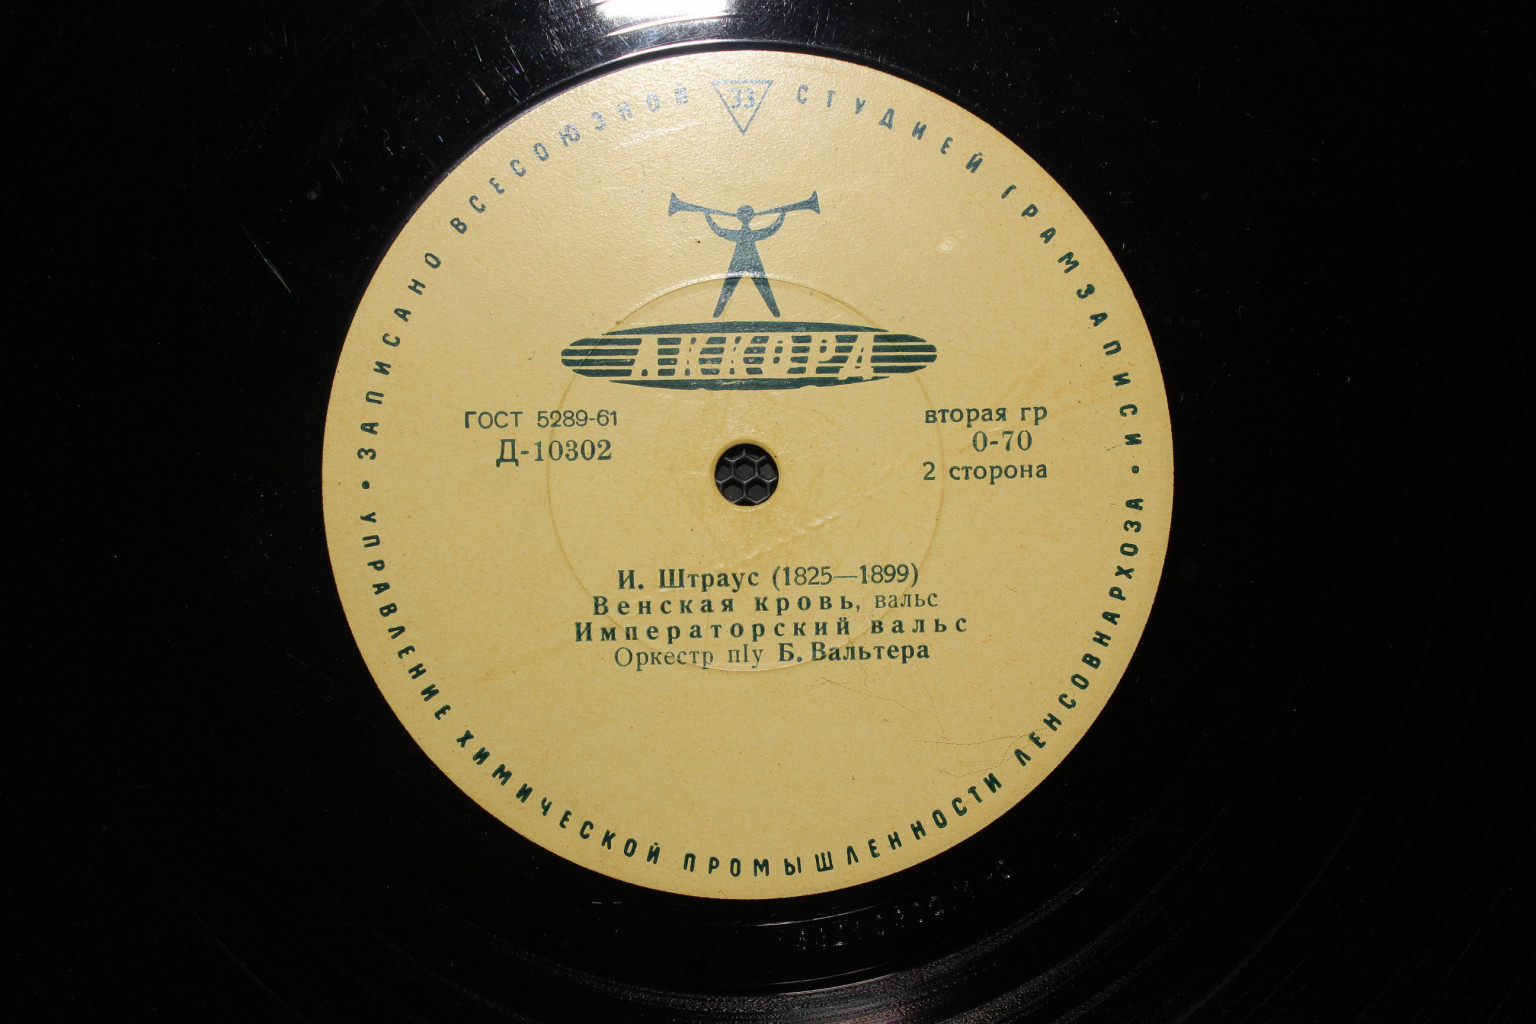 ЗАПИСАНО ВСЕСОЮЗНОЙ 33 СТУДИЕЙ ГРАМЗАПИСИ •
АККОРД
ГОСТ 5289-61
Д-10302
вторая гр
0-70
2 сторона
И. Штраус (1825—1899)
Венская кровь, вальс
Императорский вальс
Оркестр п/у Б. Вальтера
УПРАВЛЕНИЕ ХИМИЧЕСКОЙ ПРОМЫШЛЕННОСТИ ЛЕНСОВНАРХОЗА •